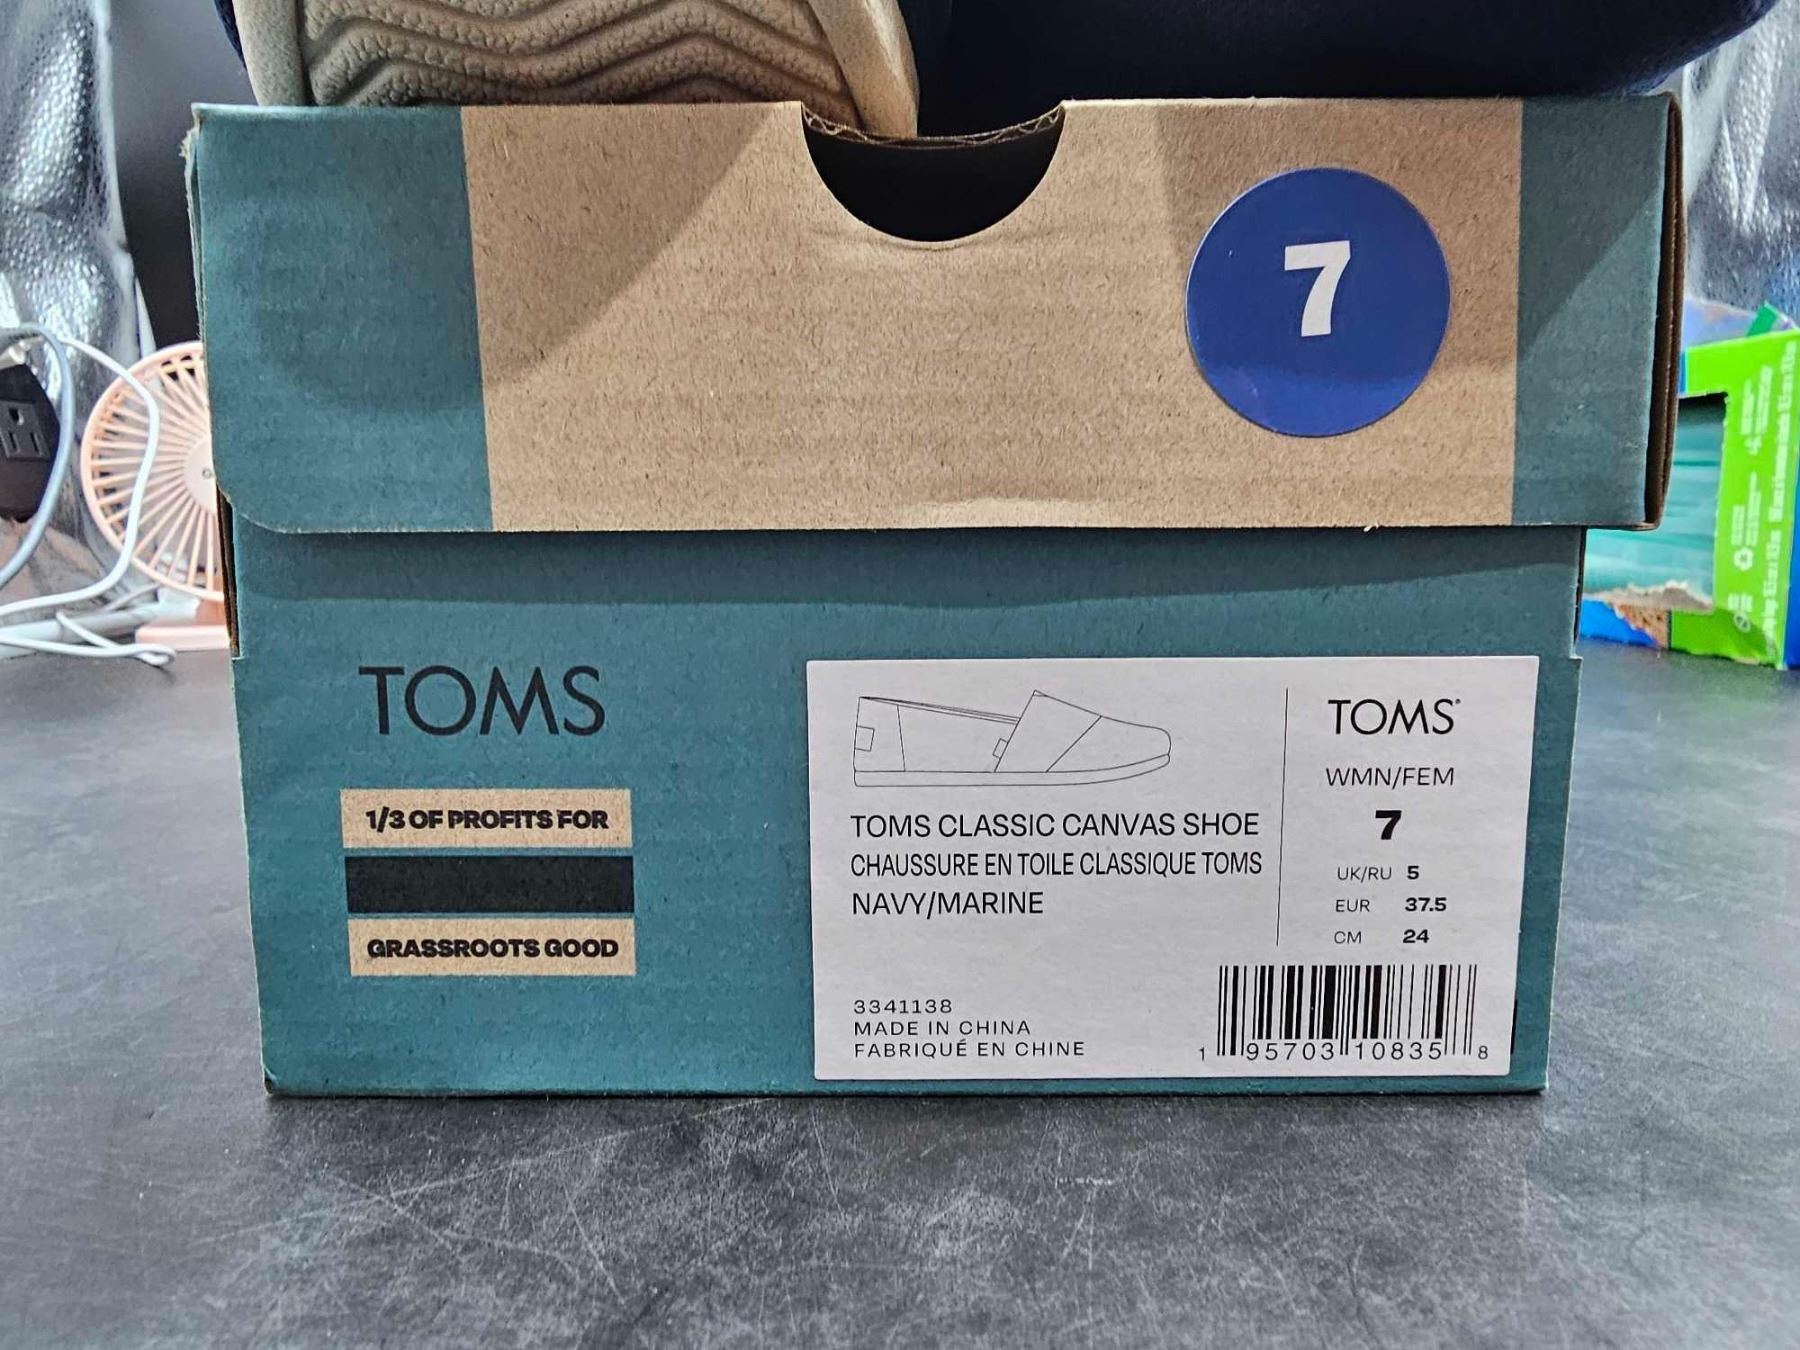 7
TOMS
1/3 OF PROFITS FOR
GRASSROOTS GOOD
TOMS CLASSIC CANVAS SHOE
CHAUSSURE EN TOILE CLASSIQUE TOMS
NAVY/MARINE
3341138
MADE IN CHINA
FABRIQUÉ EN CHINE
TOMS®
WMN/FEM
7
UK/RU 5
EUR 37.5
CM 24
1 95703 10835 8